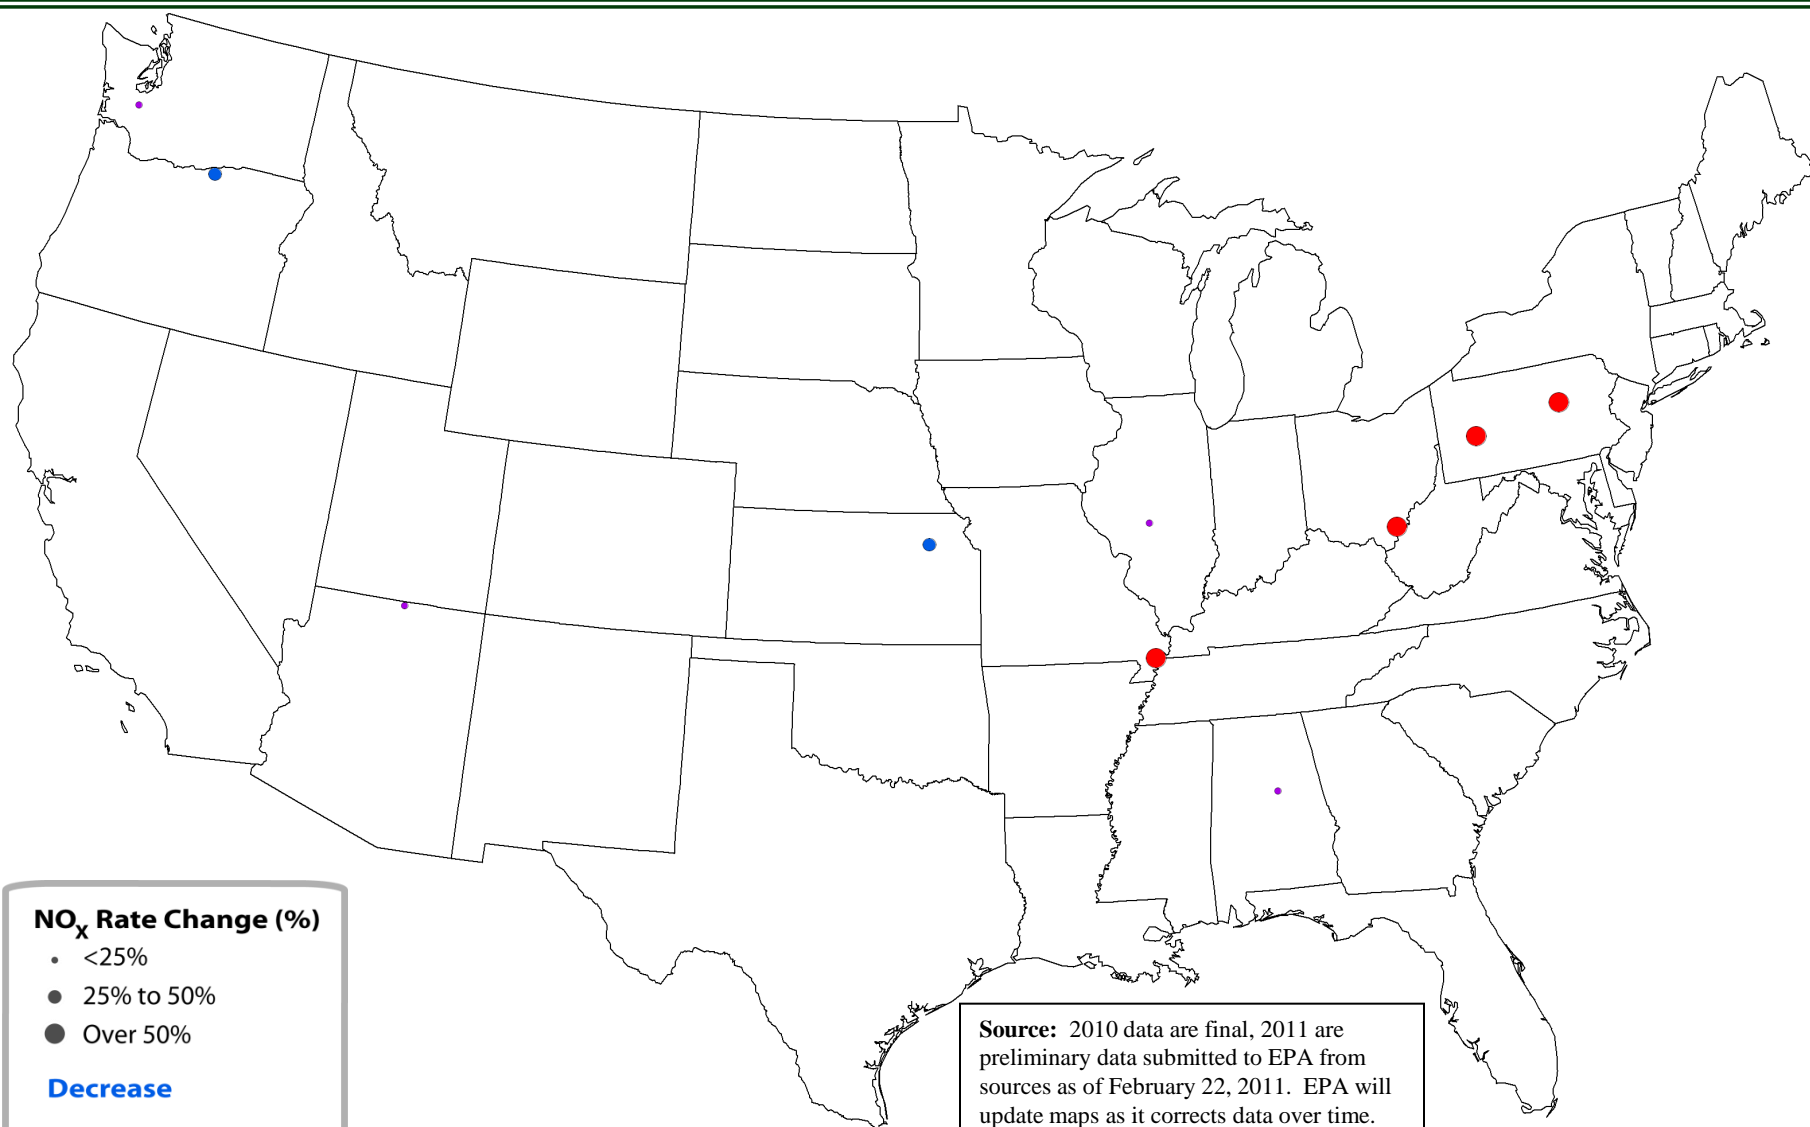 NOX Rate Change (%)
<25%
25% to 50%
Over 50%
Decrease
Source: 2010 data are final, 2011 are
preliminary data submitted to EPA from
sources as of February 22, 2011. EPA will
update maps as it corrects data over time.